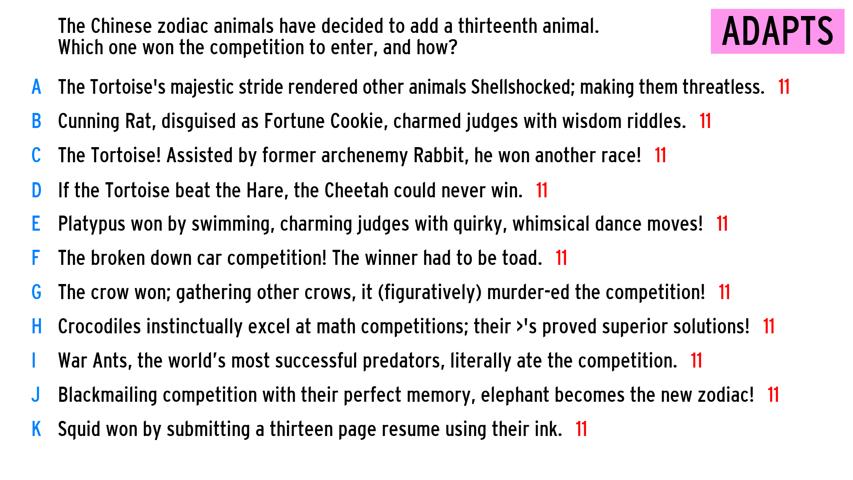 The Chinese zodiac animals have decided to add a thirteenth animal.
Which one won the competition to enter, and how?
ADAPTS
A The Tortoise's majestic stride rendered other animals Shellshocked; making them threatless. 11
B Cunning Rat, disguised as Fortune Cookie, charmed judges with wisdom riddles. 11
C The Tortoise! Assisted by former archenemy Rabbit, he won another race! 11
D If the Tortoise beat the Hare, the Cheetah could never win. 11
E Platypus won by swimming, charming judges with quirky, whimsical dance moves! 11
F The broken down car competition! The winner had to be toad. 11
G The crow won; gathering other crows, it (figuratively) murder-ed the competition! 11
H Crocodiles instinctually excel at math competitions; their >'s proved superior solutions! 11
I War Ants, the world’s most successful predators, literally ate the competition. 11
J Blackmailing competition with their perfect memory, elephant becomes the new zodiac! 11
K Squid won by submitting a thirteen page resume using their ink. 11